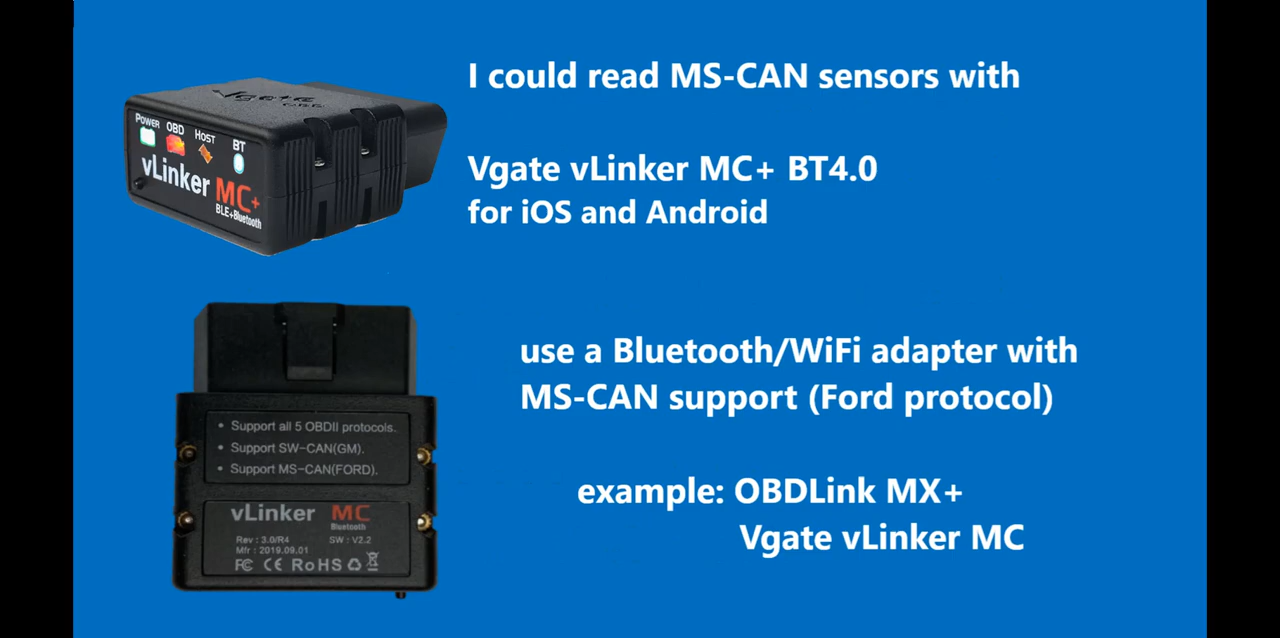 I could read MS-CAN sensors with
Vgate vLinker MC+ BT4.0
for iOS and Android
Vgate
POWER OBD HOST BT
vLinker MC+
BLE+Bluetooth
use a Bluetooth/WiFi adapter with
MS-CAN support (Ford protocol)
example: OBDLink MX+
Vgate vLinker MC
• Support all 5 OBDII protocols.
• Support SW-CAN(GM).
• Support MS-CAN(FORD).
vLinker MC
Bluetooth
Rev : 3.0/R4 SW : V2.2
Mfr : 2019.09.01
FC CE RoHS